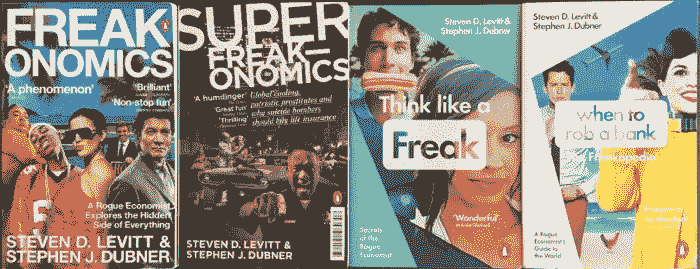 FREAK
ONOMICS
'A phenomenon'
'Brilliant'
'Non-stop fun'
A Rogue Economist
Explores the Hidden
Side of Everything
STEVEN D. LEVITT &
STEPHEN J. DUBNER
SUPER
FREAK–
ONOMICS
'A humdinger'
'Great fun'
'Thrilling'
Global cooling,
patriotic prostitutes and
why suicide bombers
should buy life insurance
STEVEN D. LEVITT &
STEPHEN J. DUBNER
Steven D. Levitt &
Stephen J. Dubner
Think like a
Freak
'Wonderful'
Secrets
of the
Rogue
Economist
Steven D. Levitt &
Stephen J. Dubner
when to
rob a bank
Freakopedia
A Rogue
Economist's
Guide to
the World